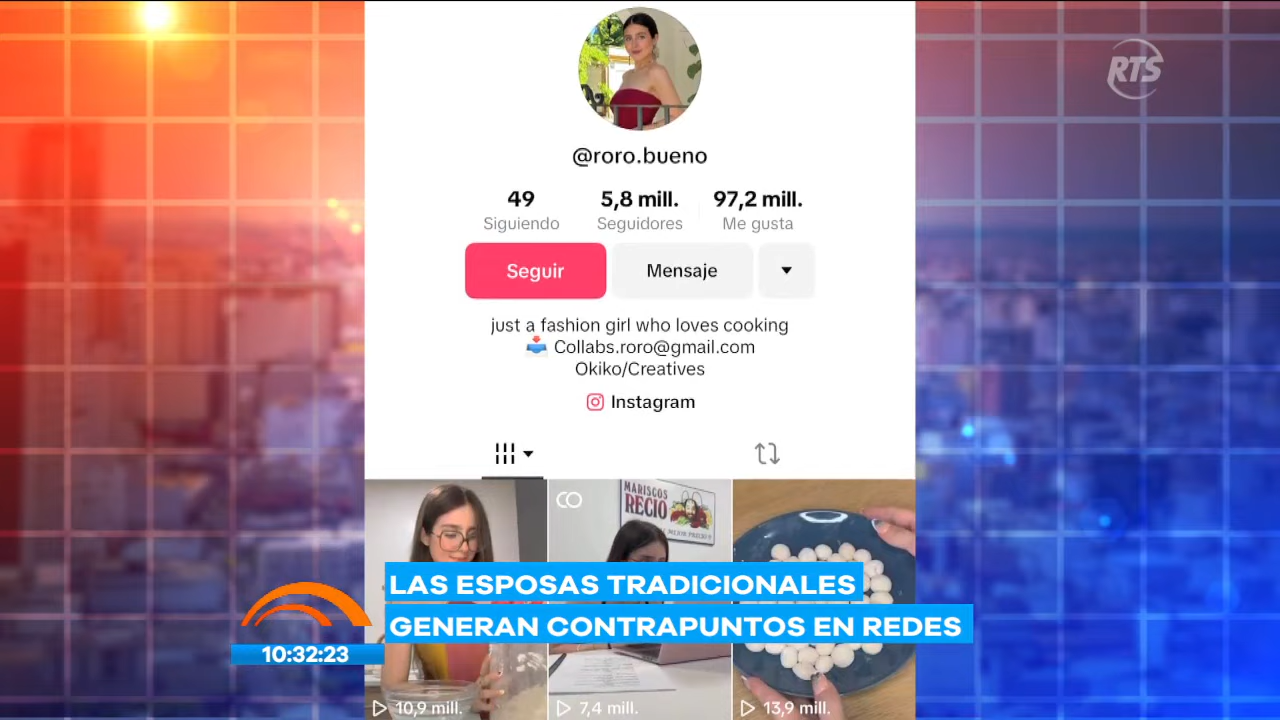 RTS
@roro.bueno
49 5,8 mill. 97,2 mill.
Siguiendo Seguidores Me gusta
Seguir Mensaje
just a fashion girl who loves cooking
Collabs.roro@gmail.com
Okiko/Creatives
Instagram
MARISCOS
RECIO
LAS ESPOSAS TRADICIONALES
GENERAN CONTRAPUNTOS EN REDES
10:32:23
10,9 mill. 7,4 mill. 13,9 mill.